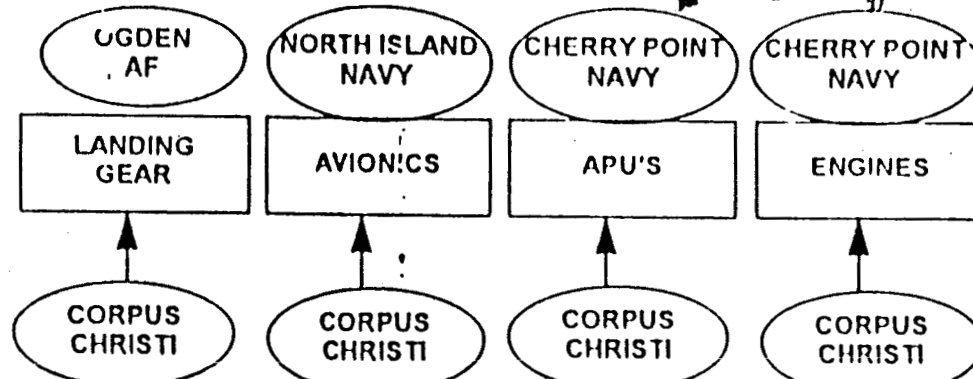 OGDEN
AF
NORTH ISLAND
NAVY
CHERRY POINT
NAVY
CHERRY POINT
NAVY
LANDING
GEAR
AVIONICS
APU'S
ENGINES
CORPUS
CHRISTI
CORPUS
CHRISTI
CORPUS
CHRISTI
CORPUS
CHRISTI